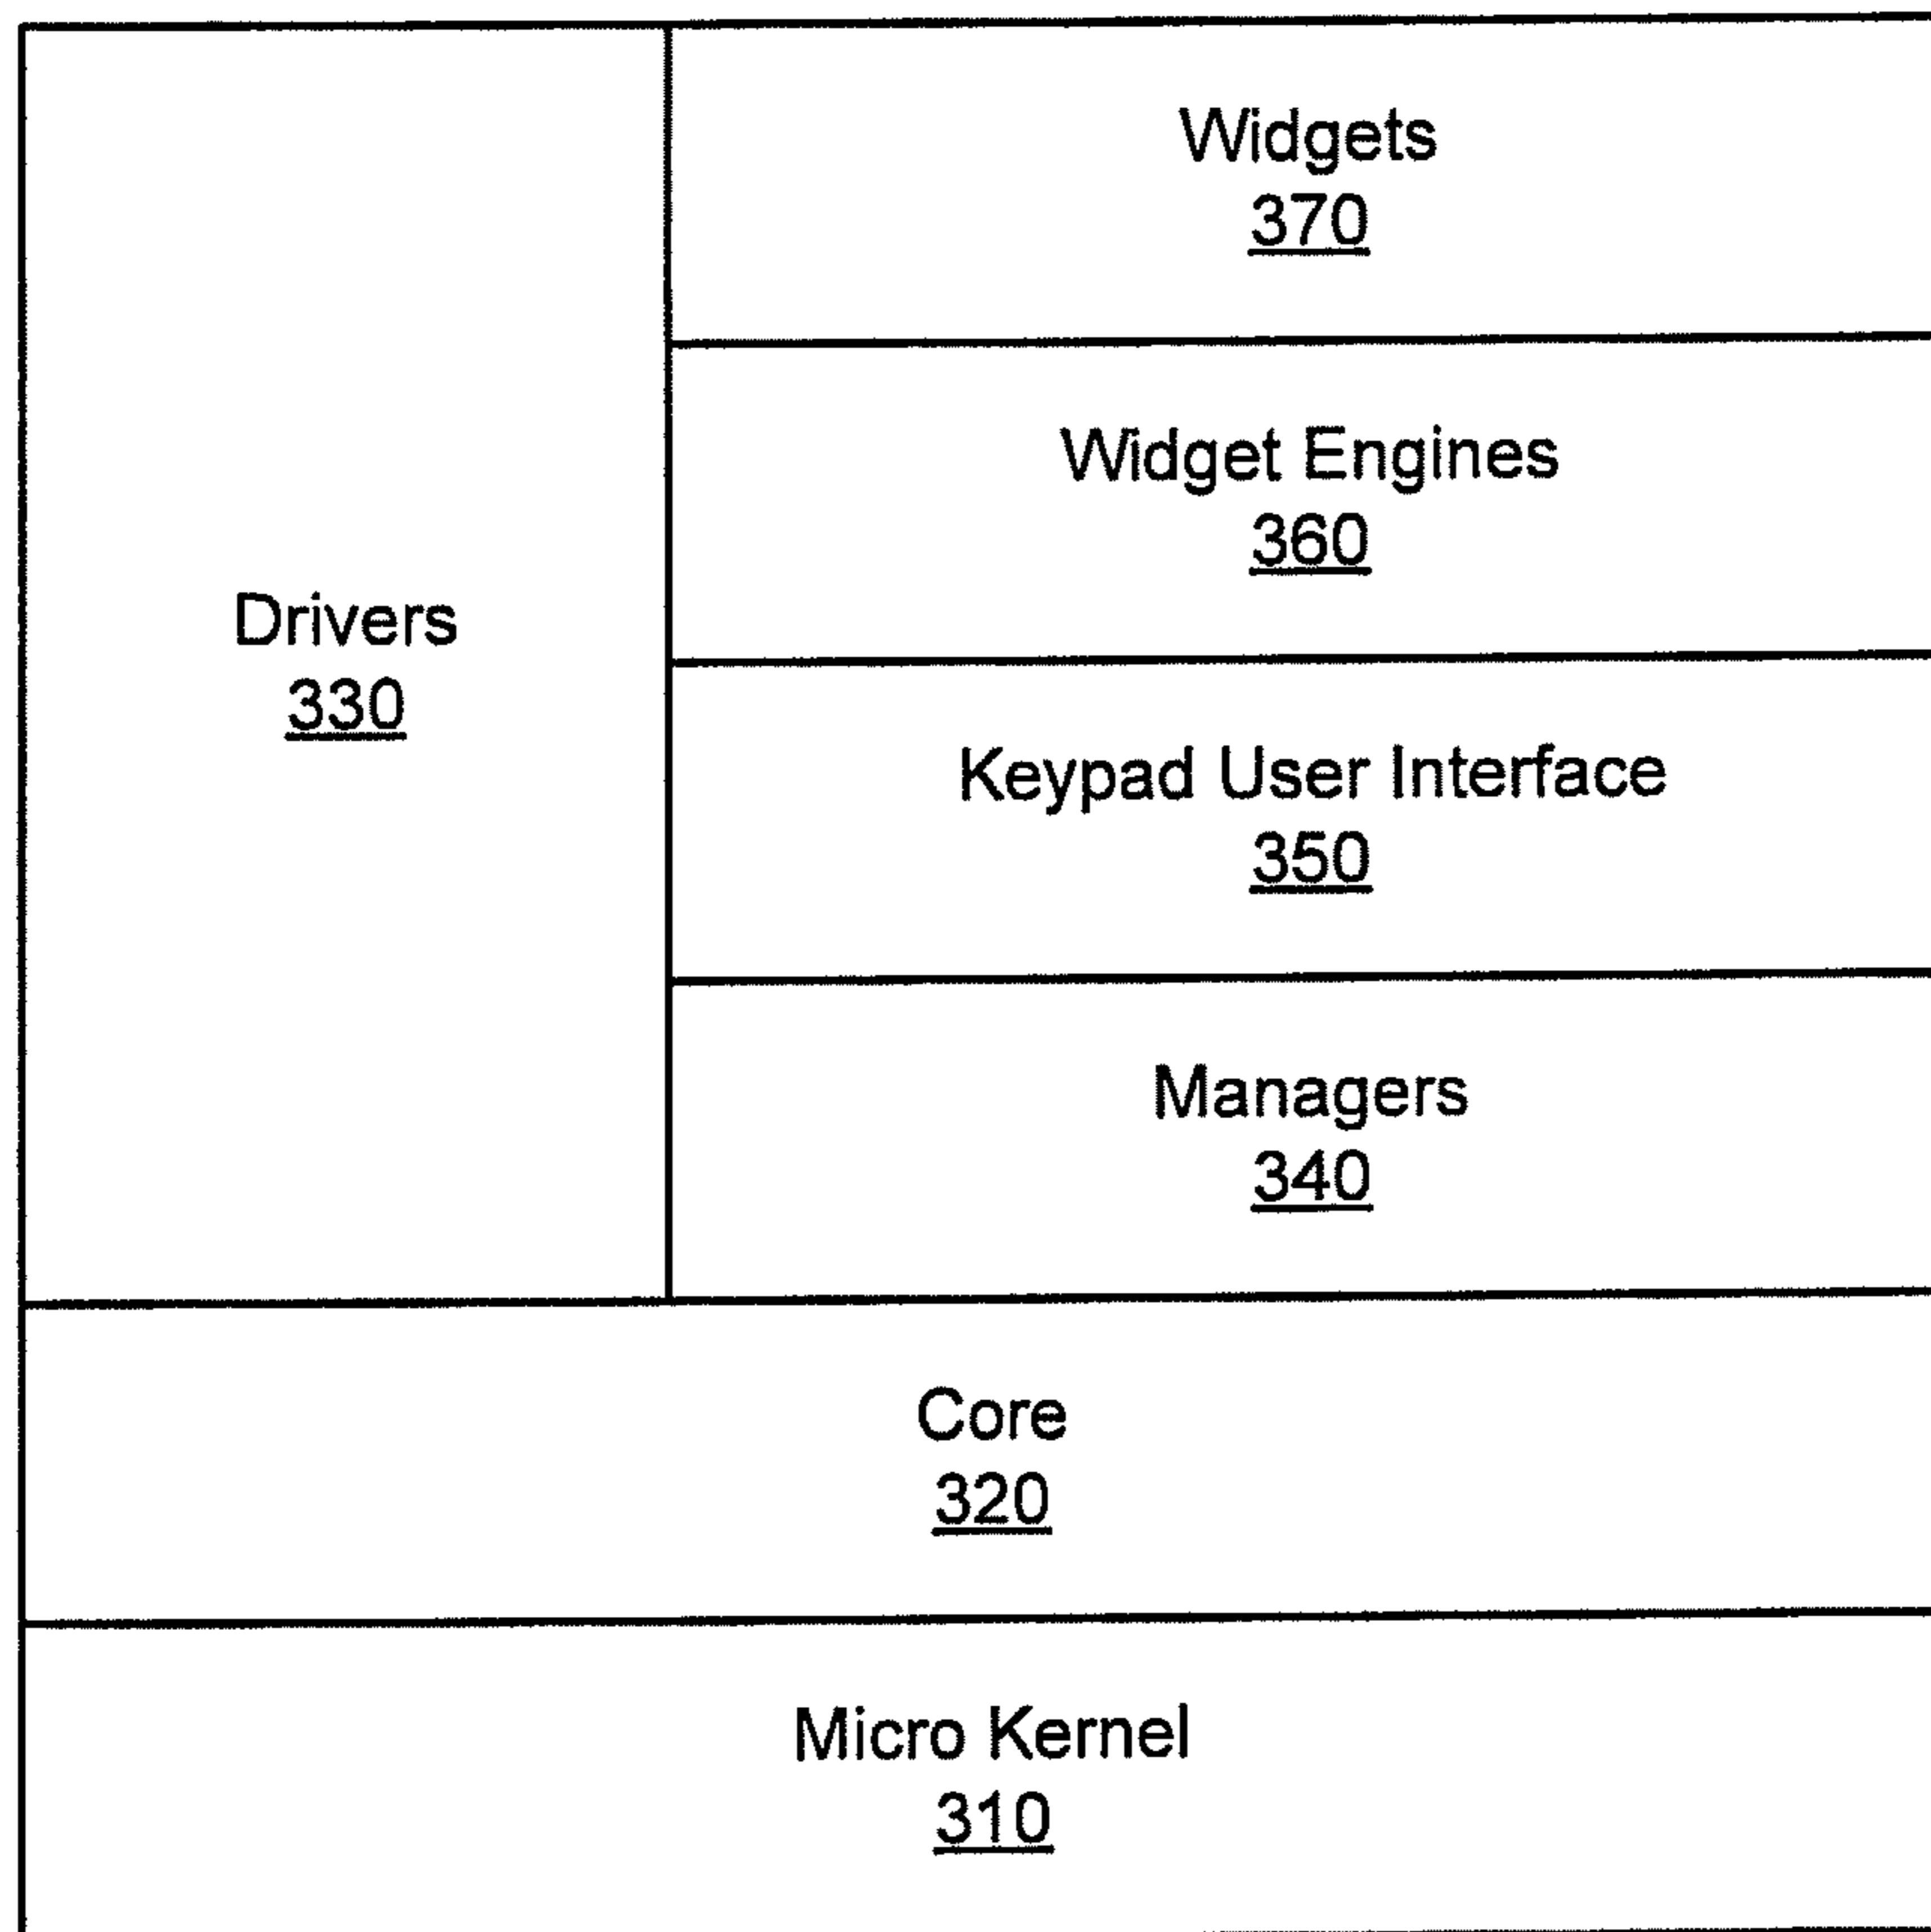 Widgets
370
Widget Engines
360
Drivers
330
Keypad User Interface
350
Managers
340
Core
320
Micro Kernel
310